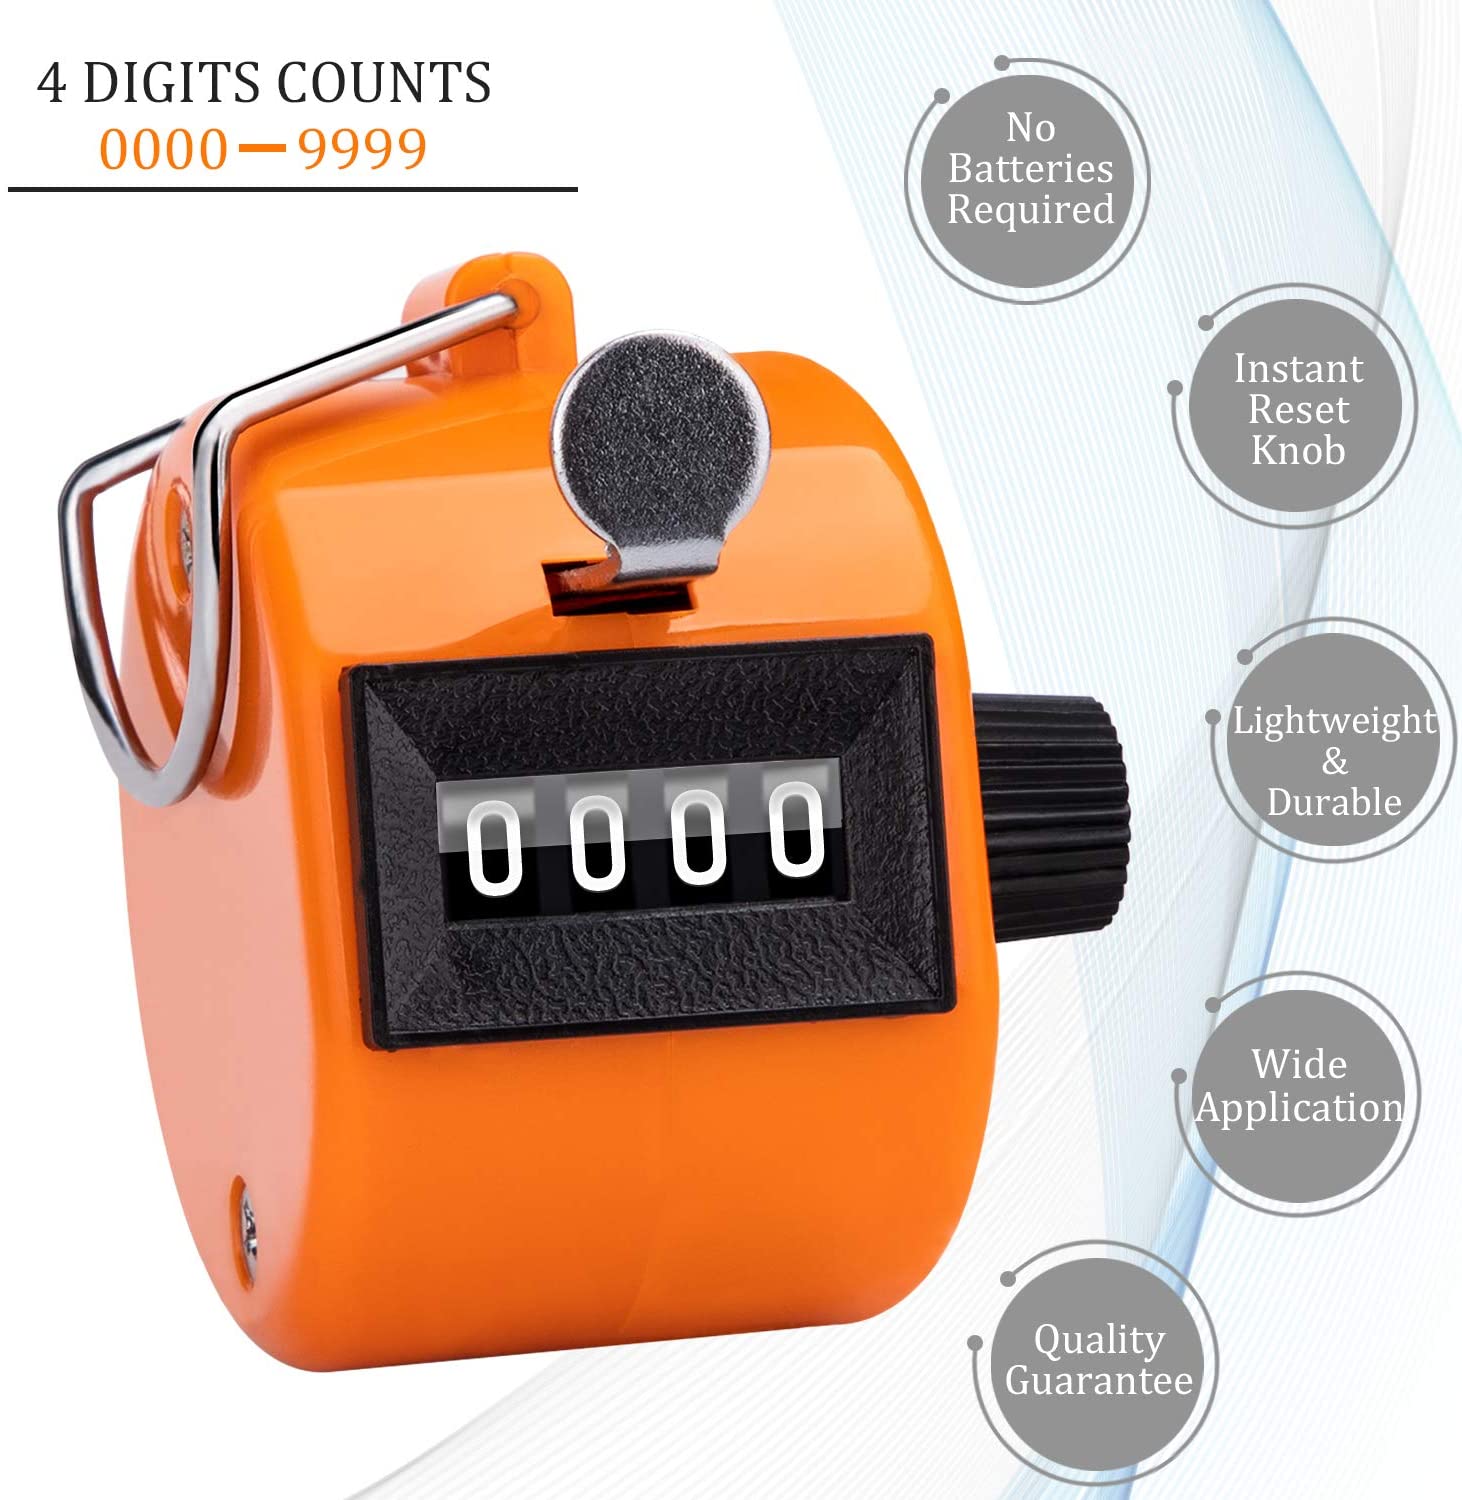 4 DIGITS COUNTS
0000—9999
No
Batteries
Required
Instant
Reset
Knob
Lightweight
&
Durable
0000
Wide
Application
Quality
Guarantee